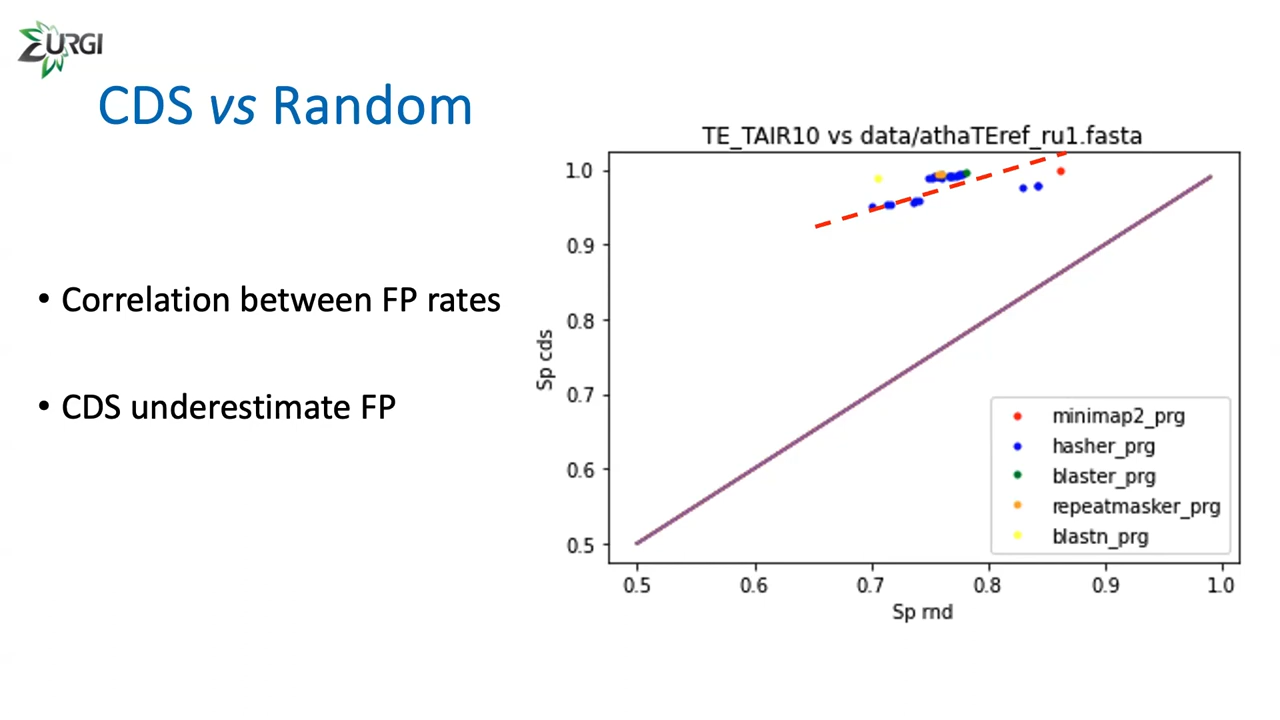 URGI
CDS vs Random
• Correlation between FP rates
• CDS underestimate FP
TE_TAIR10 vs data/athaTEref_ru1.fasta
1.0
0.9
0.8
0.7
0.6
0.5
Sp cds
0.5 0.6 0.7 0.8 0.9 1.0
Sp rnd
minimap2_prg
hasher_prg
blaster_prg
repeatmasker_prg
blastn_prg